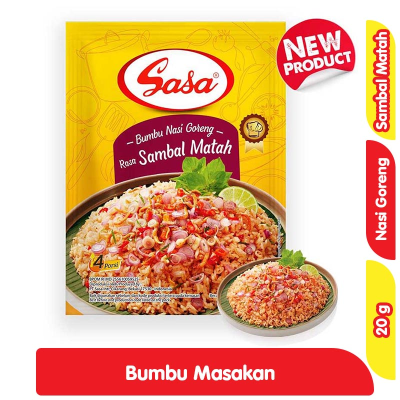 Sasa®
Bumbu Nasi Goreng
Rasa Sambal Matah
4 porsi
NEW
PRODUCT
Sambal Matah
Nasi Goreng
20 g
Bumbu Masakan